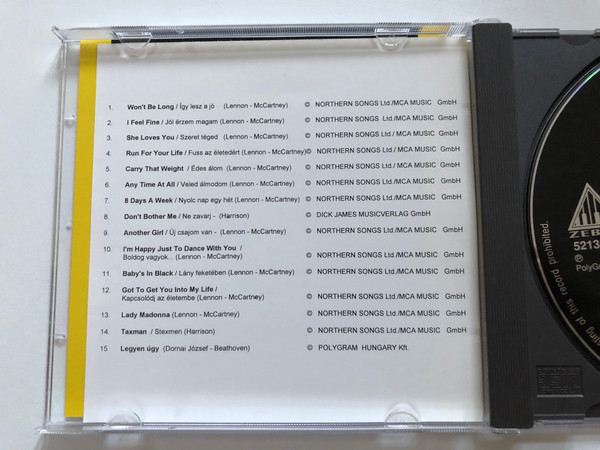 1. Won't Be Long / Így lesz a jó (Lennon - McCartney) © NORTHERN SONGS Ltd./MCA MUSIC GmbH
2. I Feel Fine / Jól érzem magam (Lennon - McCartney) © NORTHERN SONGS Ltd./MCA MUSIC GmbH
3. She Loves You / Szeret téged (Lennon - McCartney) © NORTHERN SONGS Ltd./MCA MUSIC GmbH
4. Run For Your Life / Fuss az életedért (Lennon - McCartney) © NORTHERN SONGS Ltd./MCA MUSIC GmbH
5. Carry That Weight / Édes álom (Lennon - McCartney) © NORTHERN SONGS Ltd./MCA MUSIC GmbH
6. Any Time At All / Veled álmodom (Lennon - McCartney) © NORTHERN SONGS Ltd./MCA MUSIC GmbH
7. 8 Days A Week / Nyolc nap egy hét (Lennon - McCartney) © NORTHERN SONGS Ltd./MCA MUSIC GmbH
8. Don't Bother Me / Ne zavarj - (Harrison) © DICK JAMES MUSICVERLAG GmbH
9. Another Girl / Új csajom van - (Lennon - McCartney) © NORTHERN SONGS Ltd./MCA MUSIC GmbH
10. I'm Happy Just To Dance With You /
Boldog vagyok... (Lennon - McCartney) © NORTHERN SONGS Ltd./MCA MUSIC GmbH
11. Baby's In Black / Lány feketében (Lennon - McCartney) © NORTHERN SONGS Ltd./MCA MUSIC GmbH
12. Got To Get You Into My Life /
Kapcsolódj az életembe (Lennon - McCartney) © NORTHERN SONGS Ltd./MCA MUSIC GmbH
13. Lady Madonna (Lennon - McCartney) © NORTHERN SONGS Ltd./MCA MUSIC GmbH
14. Taxman / Stexmen (Harrison) © NORTHERN SONGS Ltd./MCA MUSIC GmbH
15. Legyen úgy (Dornai József - Beathoven) © POLYGRAM HUNGARY Kft.
ZEB
5213
℗
PolyGra
of this record prohibited.